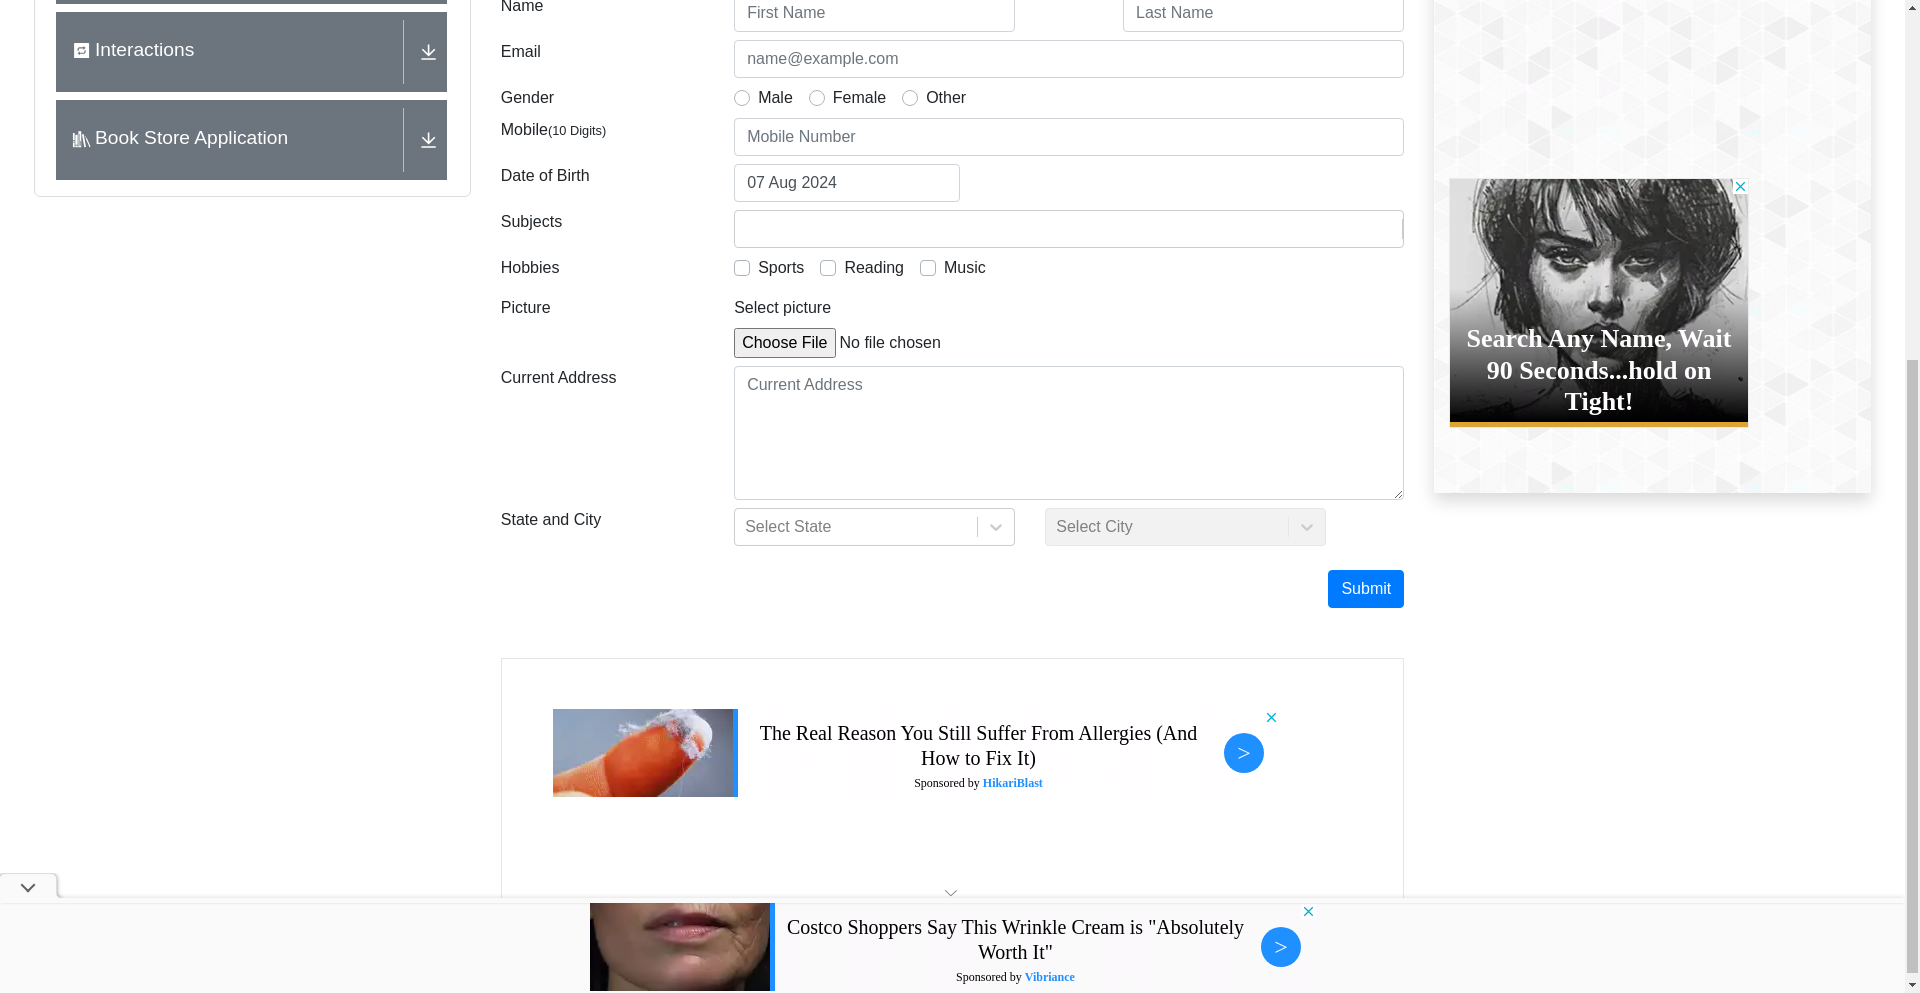 Interactions
Book Store Application
Name
First Name
Last Name
Email
name@example.com
Gender
Male
Female
Other
Mobile(10 Digits)
Mobile Number
Date of Birth
07 Aug 2024
Subjects
Hobbies
Sports
Reading
Music
Picture
Select picture
Choose File
No file chosen
Current Address
Current Address
State and City
Select State
Select City
Submit
Search Any Name, Wait
90 Seconds...hold on
Tight!
The Real Reason You Still Suffer From Allergies (And
How to Fix It)
Sponsored by HikariBlast
>
Costco Shoppers Say This Wrinkle Cream is "Absolutely
Worth It"
Sponsored by Vibriance
>